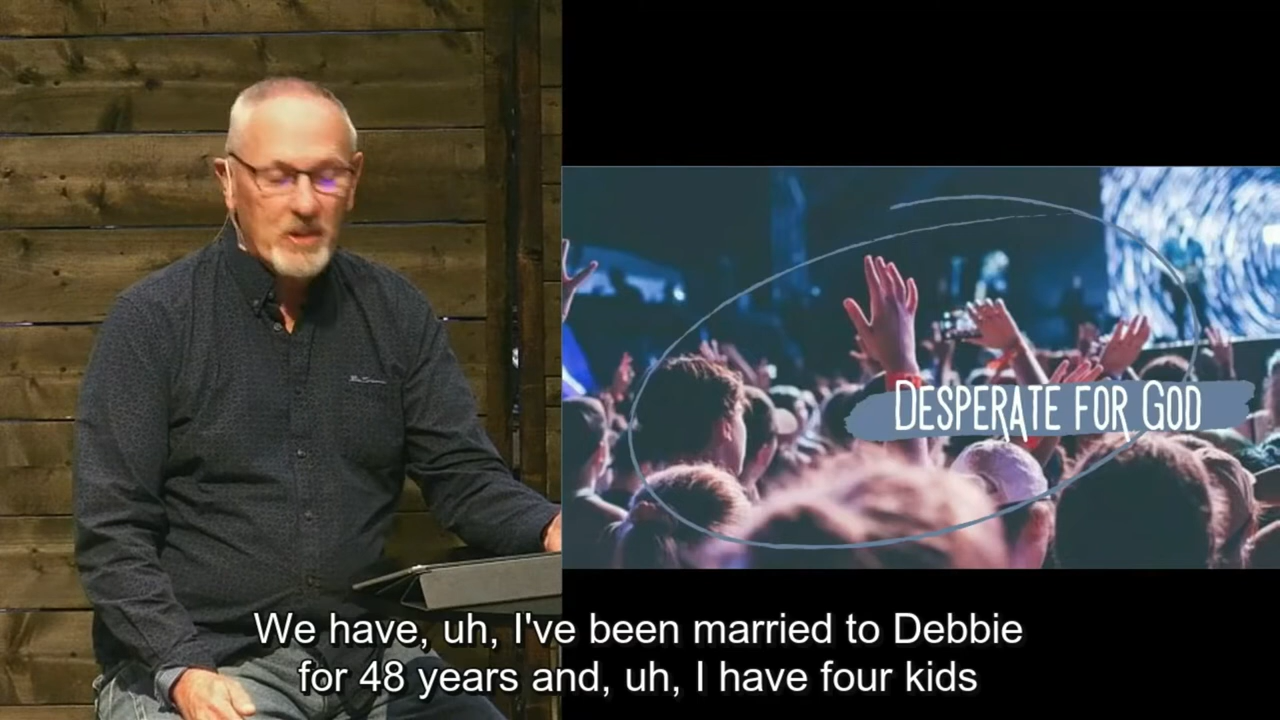 DESPERATE FOR GOD
We have, uh, I've been married to Debbie
for 48 years and, uh, I have four kids